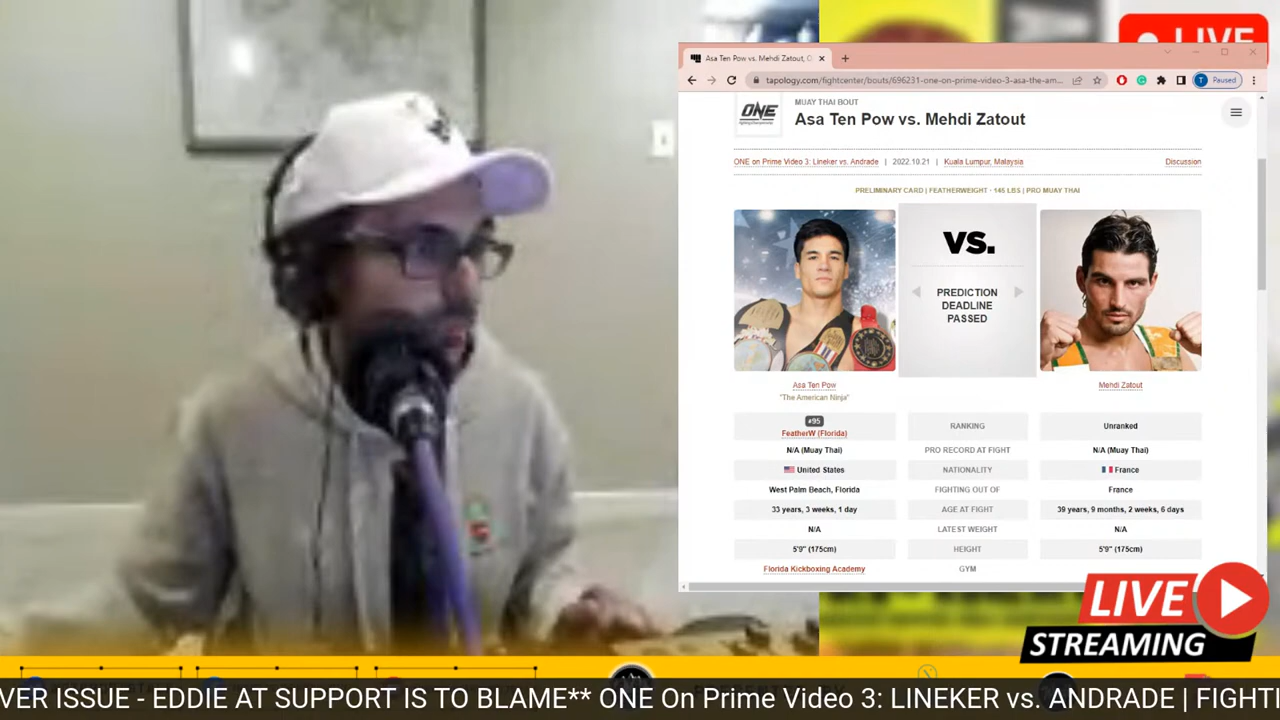 LIVE
Asa Ten Pow vs. Mehdi Zatout, O
tapology.com/fightcenter/bouts/696231-one-on-prime-video-3-asa-the-am...
Paused
ONE
MUAY THAI BOUT
Asa Ten Pow vs. Mehdi Zatout
ONE on Prime Video 3: Lineker vs. Andrade | 2022.10.21 | Kuala Lumpur, Malaysia
Discussion
PRELIMINARY CARD | FEATHERWEIGHT · 145 LBS | PRO MUAY THAI
VS.
PREDICTION
DEADLINE
PASSED
Asa Ten Pow
"The American Ninja"
Mehdi Zatout
#95
FeatherW (Florida) RANKING Unranked
N/A (Muay Thai) PRO RECORD AT FIGHT N/A (Muay Thai)
United States NATIONALITY France
West Palm Beach, Florida FIGHTING OUT OF France
33 years, 3 weeks, 1 day AGE AT FIGHT 39 years, 9 months, 2 weeks, 6 days
N/A LATEST WEIGHT N/A
5'9" (175cm) HEIGHT 5'9" (175cm)
Florida Kickboxing Academy GYM
LIVE
STREAMING
VER ISSUE - EDDIE AT SUPPORT IS TO BLAME** ONE On Prime Video 3: LINEKER vs. ANDRADE | FIGHTI